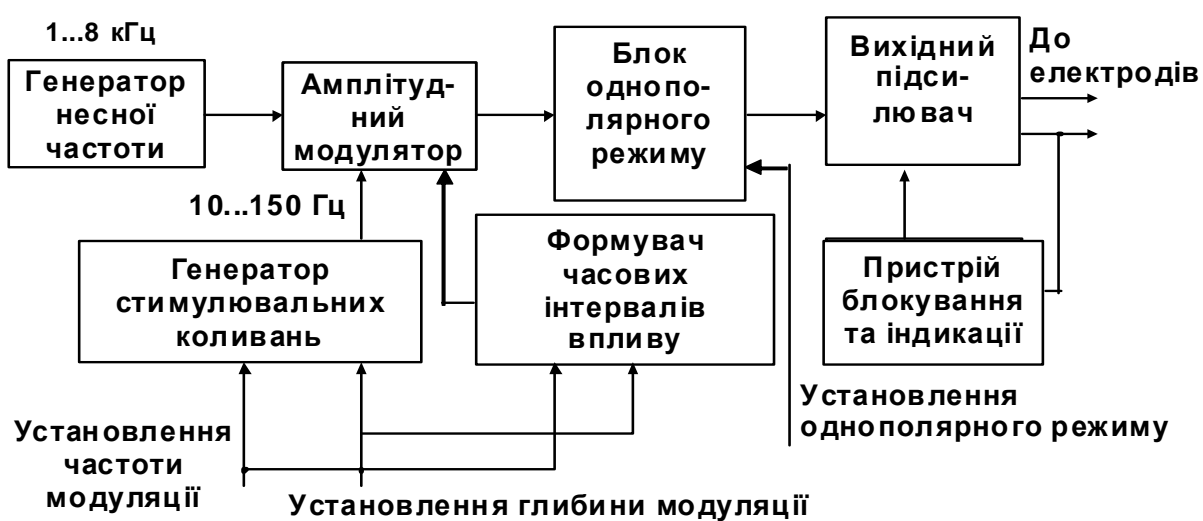 1...8 кГц
Генератор
несної
частоти
Амплітуд-
ний
модулятор
Блок
однопо-
лярного
режиму
Вихідний
підси-
лювач
До
електродів
10...150 Гц
Генератор
стимулювальних
коливань
Формувач
часових
інтервалів
впливу
Пристрій
блокування
та індикації
Установлення
однополярного режиму
Установлення
частоти
модуляції
Установлення глибини модуляції